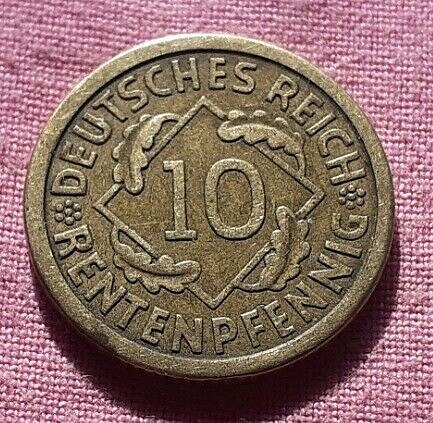 DEUTSCHES REICH
10
RENTENPFENNIG